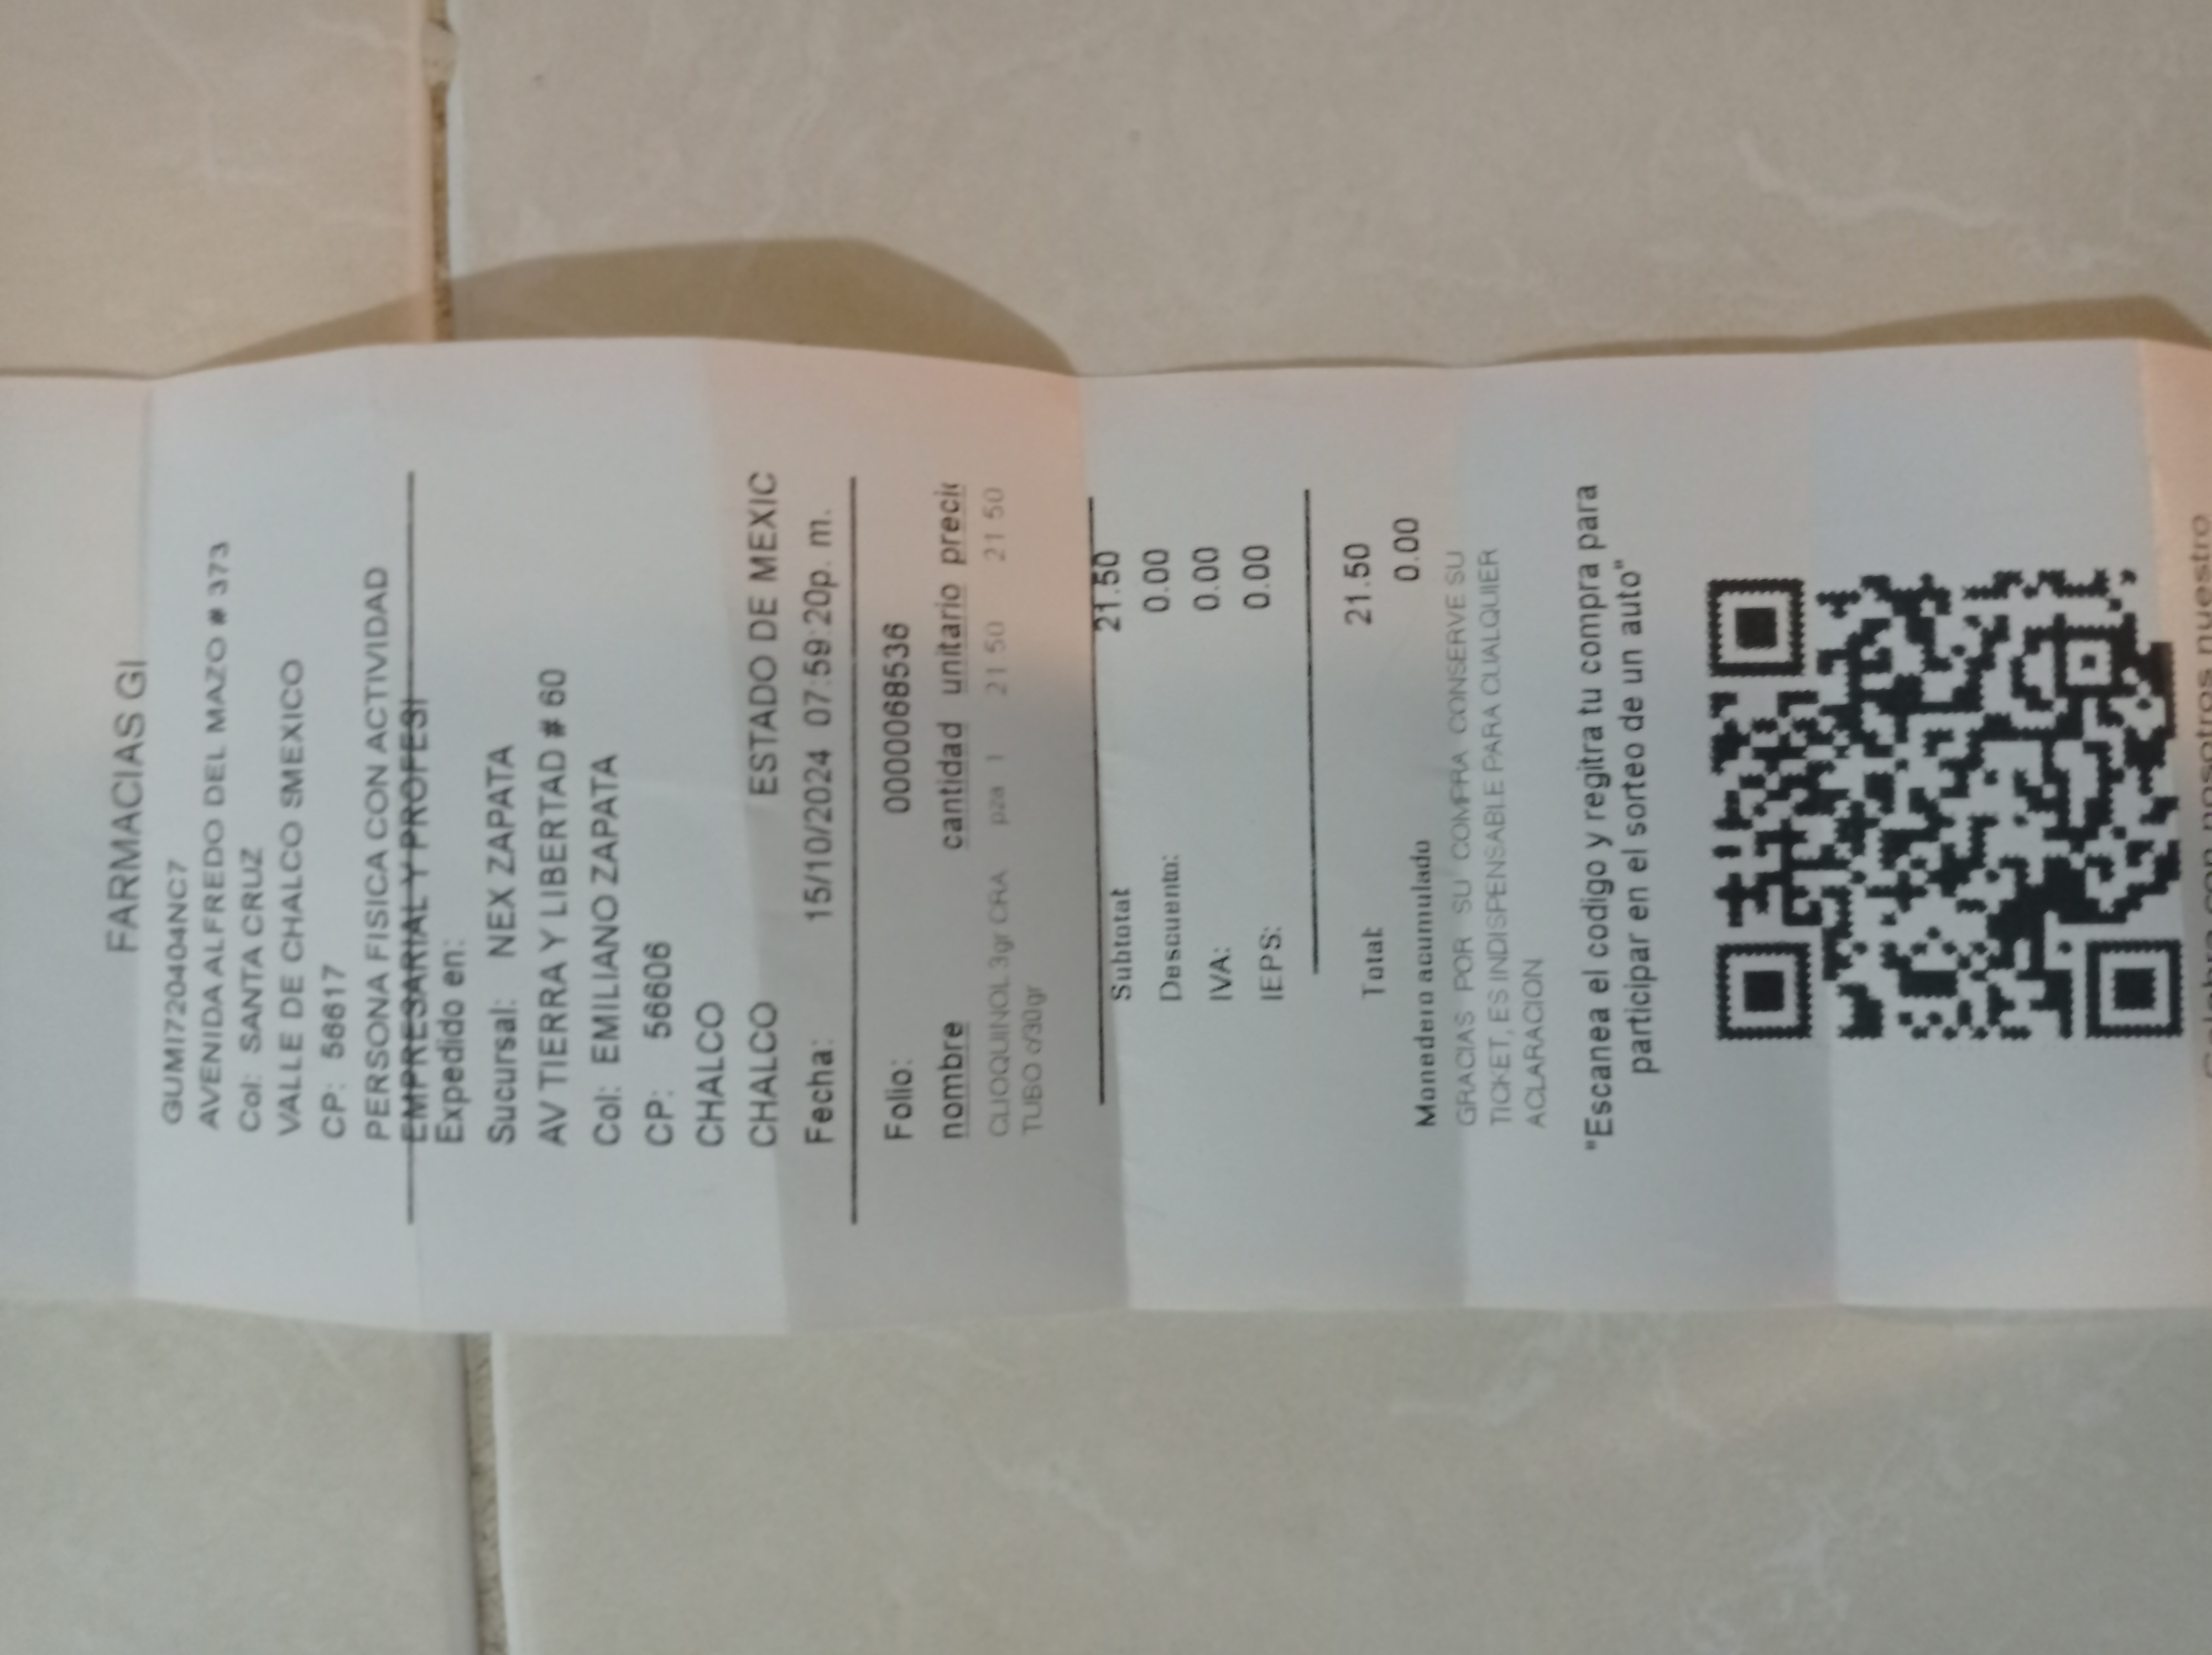 FARMACIAS GI
GUMI720404NC7
AVENIDA ALFREDO DEL MAZO # 373
Col: SANTA CRUZ
VALLE DE CHALCO SMEXICO
CP: 56617
PERSONA FISICA CON ACTIVIDAD
EMPRESARIAL Y PROFESI
Expedido en:
Sucursal: NEX ZAPATA
AV TIERRA Y LIBERTAD # 60
Col: EMILIANO ZAPATA
CP: 56606
CHALCO
CHALCO ESTADO DE MEXIC
Fecha: 15/10/2024 07:59:20p. m.
Folio: 0000068536
nombre cantidad unitario preci
CLIOQUINOL 3gr CRA pza 1 21.50 21.50
TUBO c/30gr
Subtotal 21.50
Descuento: 0.00
IVA: 0.00
IEPS: 0.00
Total: 21.50
Monedero acumulado 0.00
GRACIAS POR SU COMPRA CONSERVE SU
TICKET, ES INDISPENSABLE PARA CUALQUIER
ACLARACION
"Escanea el codigo y regitra tu compra para
participar en el sorteo de un auto"
con nosotros nuestro